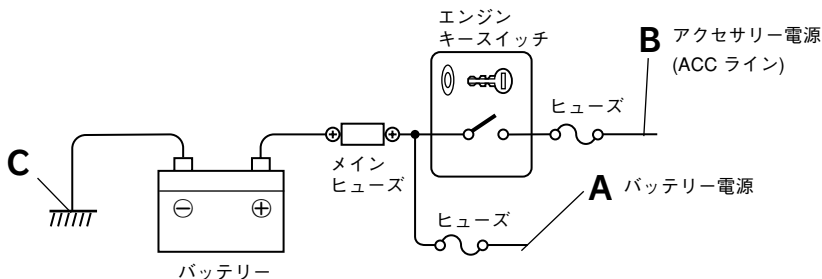 エンジン
キースイッチ
B
アクセサリー電源
(ACC ライン)
ヒューズ
C
メイン
ヒューズ
A
バッテリー電源
ヒューズ
バッテリー